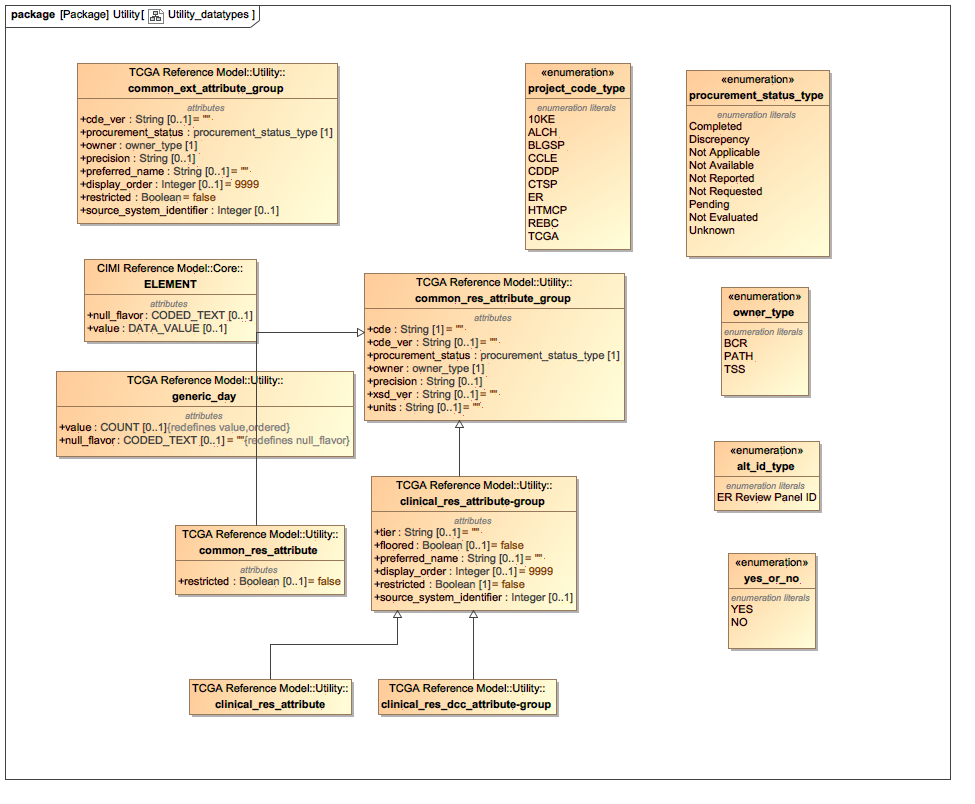 package [Package] Utility[ Utility_datatypes ]
TCGA Reference Model::Utility::
common_ext_attribute_group
attributes
+cde_ver : String [0..1] = ""
+procurement_status : procurement_status_type [1]
+owner : owner_type [1]
+precision : String [0..1]
+preferred_name : String [0..1] = ""
+display_order : Integer [0..1] = 9999
+restricted : Boolean = false
+source_system_identifier : Integer [0..1]
«enumeration»
project_code_type
enumeration literals
10KE
ALCH
BLGSP
CCLE
CDDP
CTSP
ER
HTMCP
REBC
TCGA
«enumeration»
procurement_status_type
enumeration literals
Completed
Discrepency
Not Applicable
Not Available
Not Reported
Not Requested
Pending
Not Evaluated
Unknown
CIMI Reference Model::Core::
ELEMENT
attributes
+null_flavor : CODED_TEXT [0..1]
+value : DATA_VALUE [0..1]
TCGA Reference Model::Utility::
common_res_attribute_group
attributes
+cde : String [1] = ""
+cde_ver : String [0..1] = ""
+procurement_status : procurement_status_type [1]
+owner : owner_type [1]
+precision : String [0..1]
+xsd_ver : String [0..1] = ""
+units : String [0..1] = ""
«enumeration»
owner_type
enumeration literals
BCR
PATH
TSS
TCGA Reference Model::Utility::
generic_day
attributes
+value : COUNT [0..1]{redefines value,ordered}
+null_flavor : CODED_TEXT [0..1] = ""{redefines null_flavor}
«enumeration»
alt_id_type
enumeration literals
ER Review Panel ID
TCGA Reference Model::Utility::
clinical_res_attribute-group
attributes
+tier : String [0..1] = ""
+floored : Boolean [0..1] = false
+preferred_name : String [0..1] = ""
+display_order : Integer [0..1] = 9999
+restricted : Boolean [1] = false
+source_system_identifier : Integer [0..1]
TCGA Reference Model::Utility::
common_res_attribute
attributes
+restricted : Boolean [0..1] = false
«enumeration»
yes_or_no
enumeration literals
YES
NO
TCGA Reference Model::Utility::
clinical_res_attribute
TCGA Reference Model::Utility::
clinical_res_dcc_attribute-group